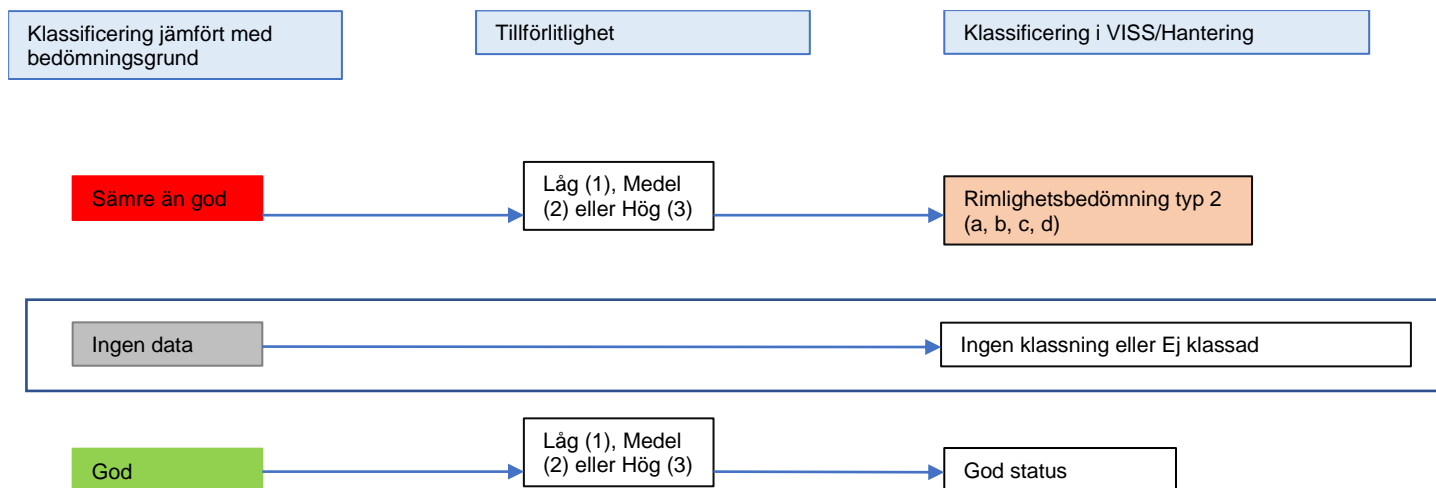 Klassificering jämfört med
bedömningsgrund
Tillförlitlighet
Klassificering i VISS/Hantering
Sämre än god
Låg (1), Medel
(2) eller Hög (3)
Rimlighetsbedömning typ 2
(a, b, c, d)
Ingen data
Ingen klassning eller Ej klassad
God
Låg (1), Medel
(2) eller Hög (3)
God status